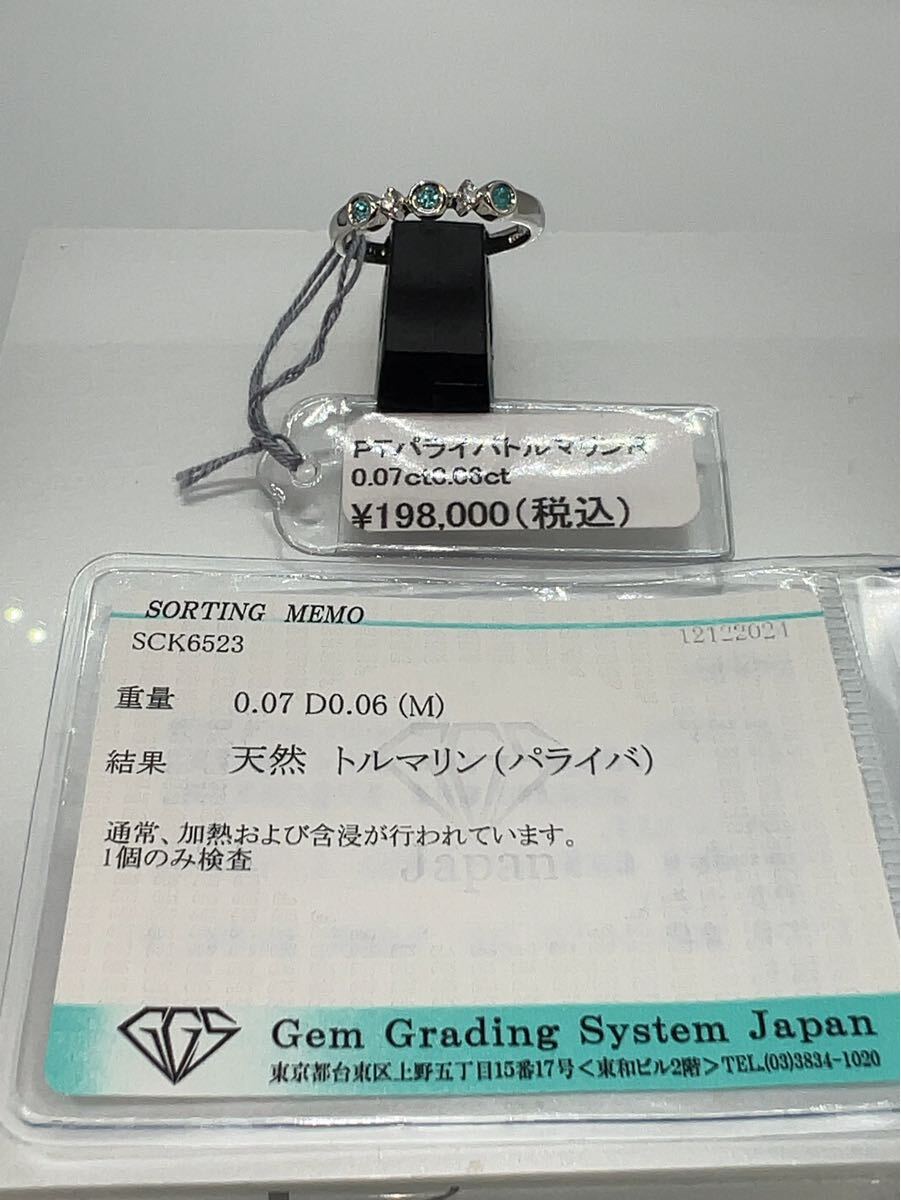 PTパライバトルマリンR
0.07ct0.06ct
¥198,000(税込)
SORTING MEMO
SCK6523
12122024
重量 0.07 D0.06 (M)
結果 天然 トルマリン(パライバ)
通常、加熱および含浸が行われています。
1個のみ検査
Japan
GGS
Gem Grading System Japan
東京都台東区上野五丁目15番17号<東和ビル2階>TEL.(03)3834-1020